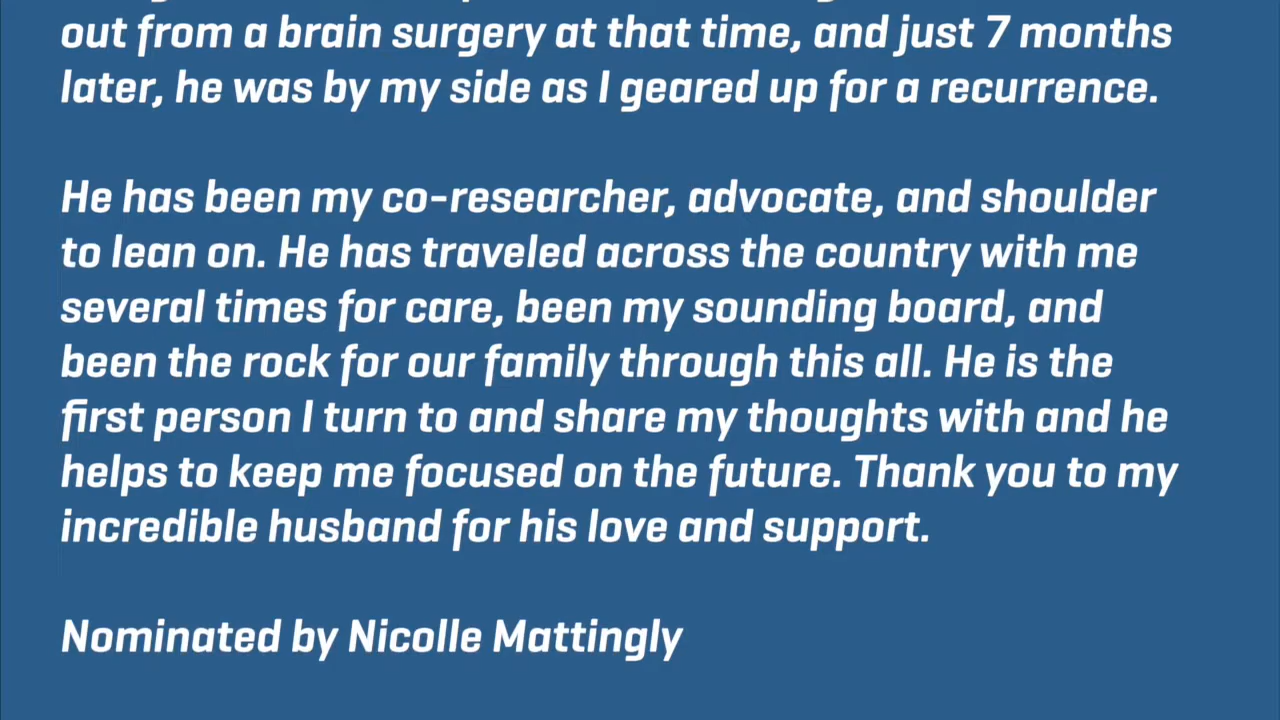 out from a brain surgery at that time, and just 7 months
later, he was by my side as I geared up for a recurrence.
He has been my co-researcher, advocate, and shoulder
to lean on. He has traveled across the country with me
several times for care, been my sounding board, and
been the rock for our family through this all. He is the
first person I turn to and share my thoughts with and he
helps to keep me focused on the future. Thank you to my
incredible husband for his love and support.
Nominated by Nicolle Mattingly